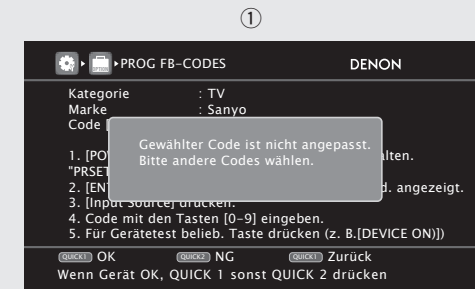 ①
PROG FB–CODES DENON
Kategorie : TV
Marke : Sanyo
Code [
Gewählter Code ist nicht angepasst.
Bitte andere Codes wählen.
1. [PO alten.
"PRSET
2. [EN d. angezeigt.
3. [Input Source] drücken.
4. Code mit den Tasten [0–9] eingeben.
5. Für Gerätetest belieb. Taste drücken (z. B.[DEVICE ON)])
QUICK1 OK QUICK2 NG QUICK1 Zurück
Wenn Gerät OK, QUICK 1 sonst QUICK 2 drücken